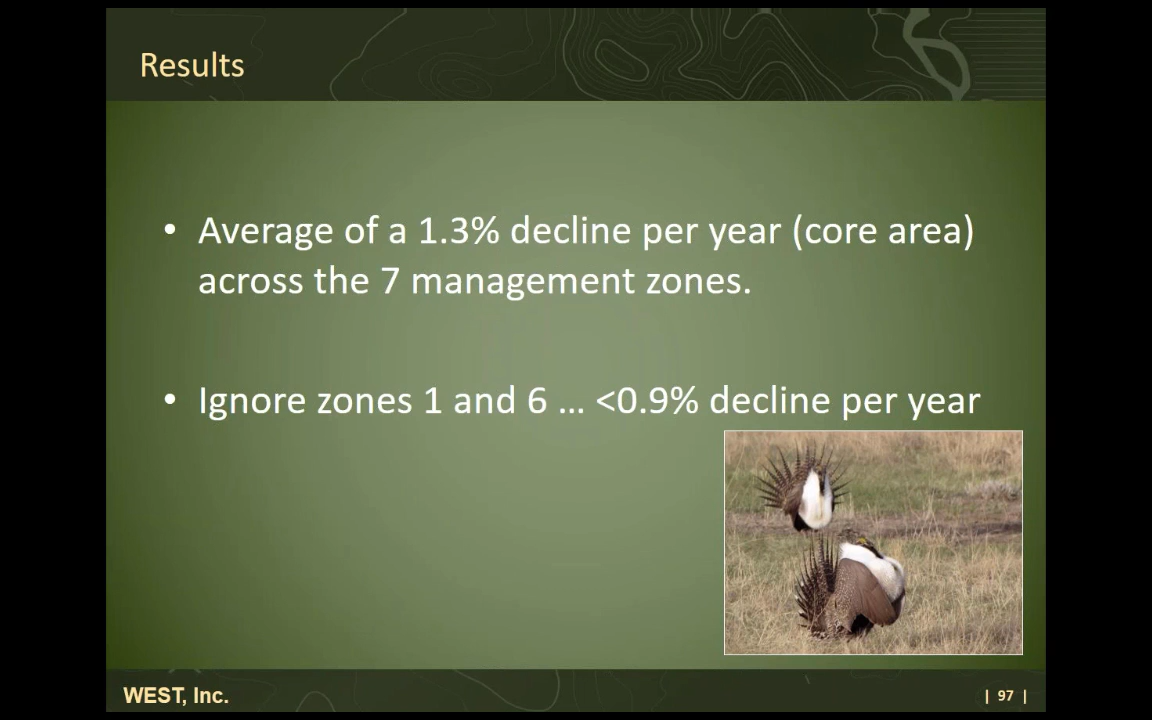 Results
• Average of a 1.3% decline per year (core area)
across the 7 management zones.
• Ignore zones 1 and 6 … <0.9% decline per year
WEST, Inc.
| 97 |